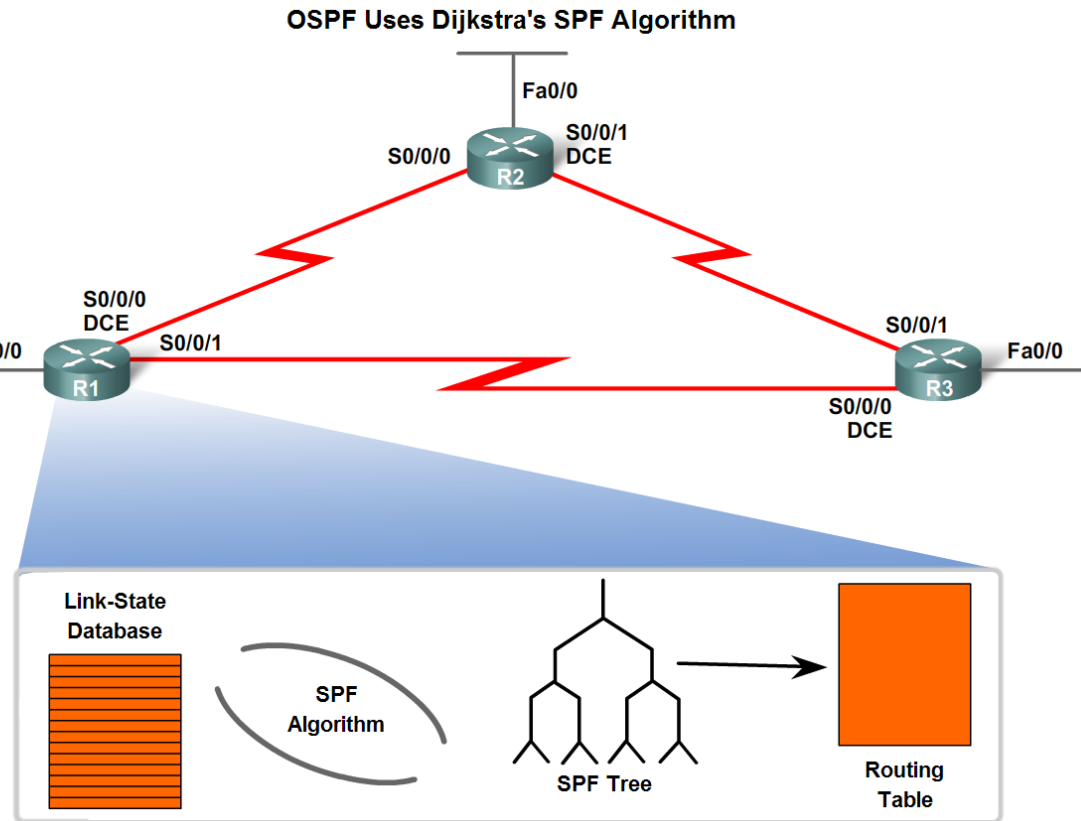 OSPF Uses Dijkstra's SPF Algorithm
Fa0/0
S0/0/0
S0/0/1
DCE
R2
S0/0/0
DCE
0/0
S0/0/1
R1
S0/0/1
Fa0/0
R3
S0/0/0
DCE
Link-State
Database
SPF
Algorithm
SPF Tree
Routing
Table